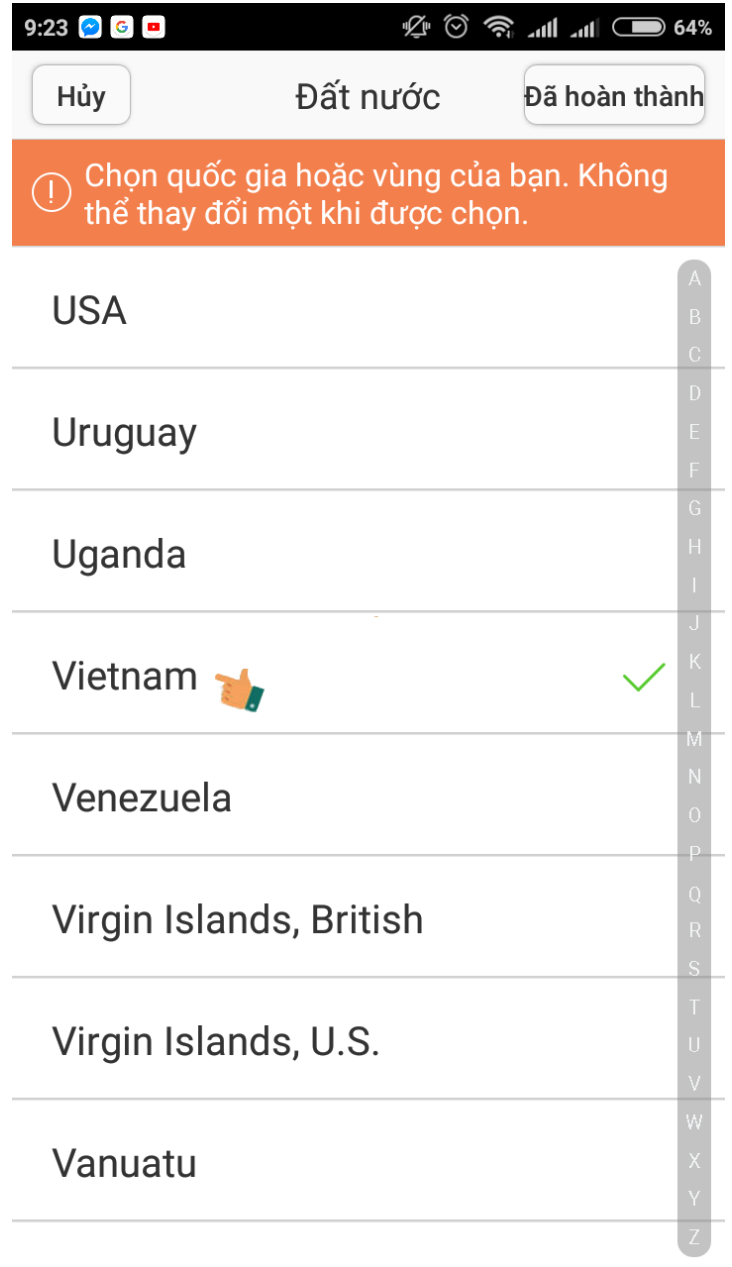 9:23 64%
Hủy Đất nước Đã hoàn thành
Chọn quốc gia hoặc vùng của bạn. Không
thể thay đổi một khi được chọn.
USA
Uruguay
Uganda
Vietnam
Venezuela
Virgin Islands, British
Virgin Islands, U.S.
Vanuatu
A
B
C
D
E
F
G
H
I
J
K
L
M
N
O
P
Q
R
S
T
U
V
W
X
Y
Z